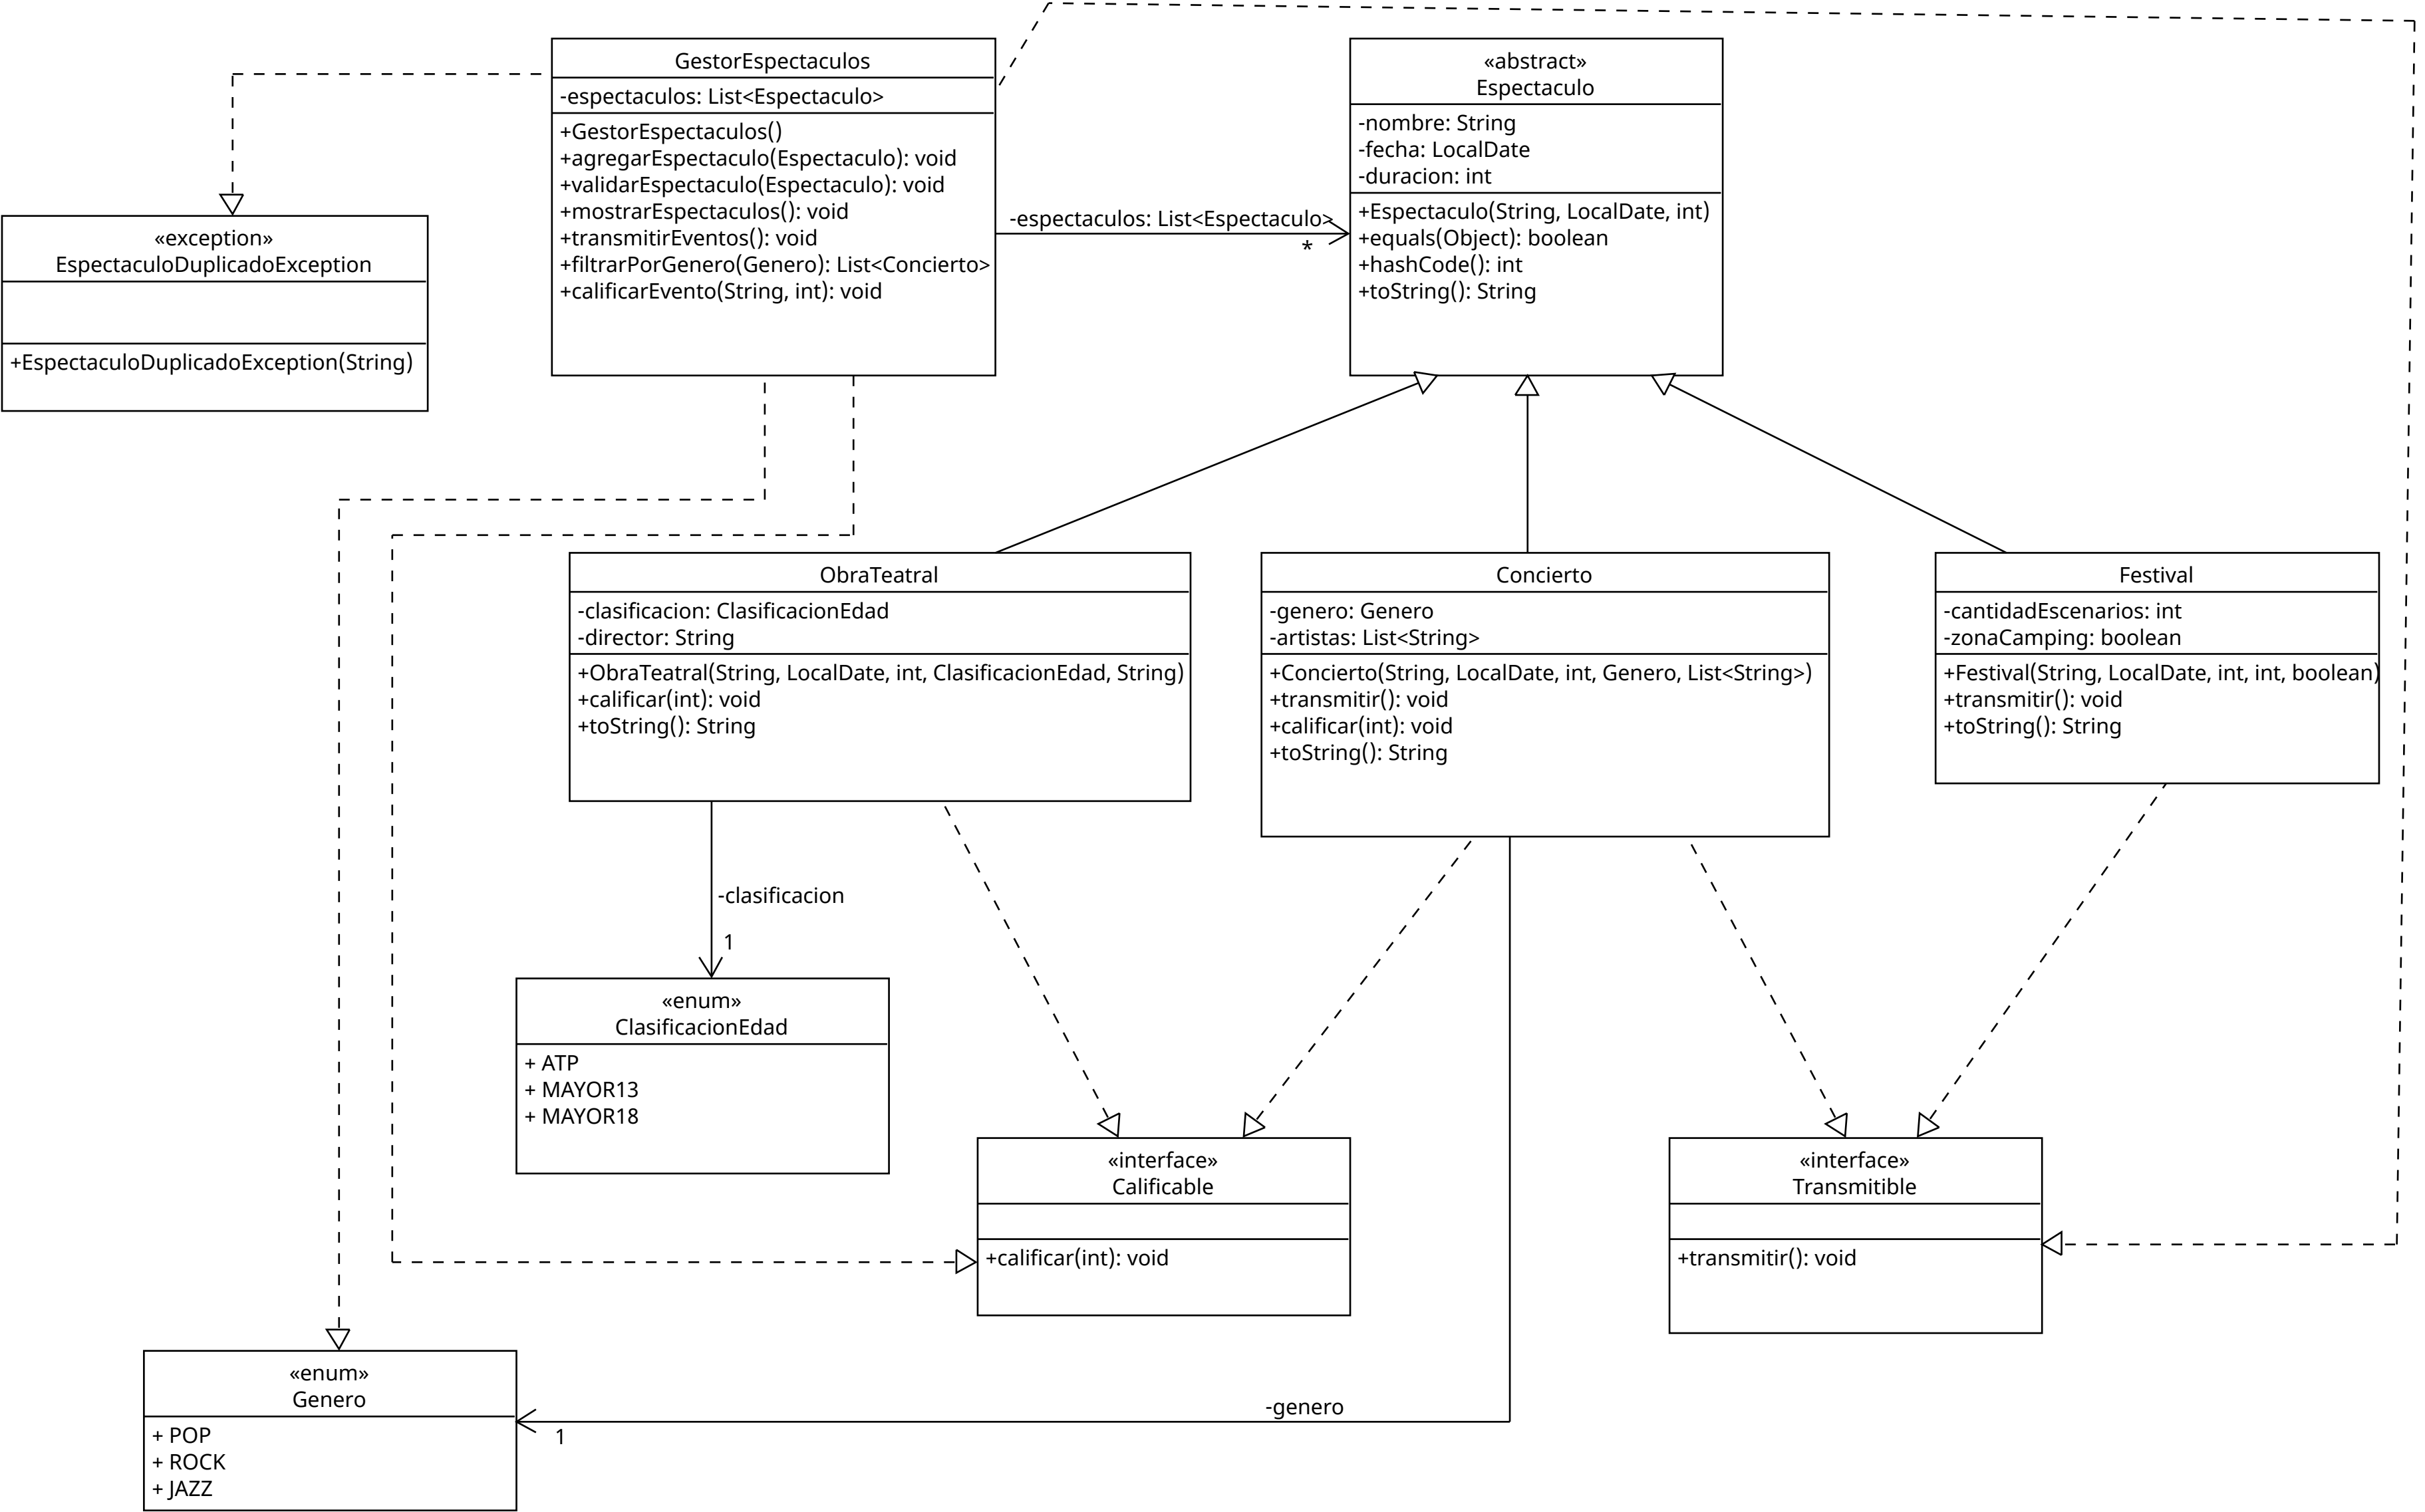 GestorEspectaculos
-espectaculos: List<Espectaculo>
+GestorEspectaculos()
+agregarEspectaculo(Espectaculo): void
+validarEspectaculo(Espectaculo): void
+mostrarEspectaculos(): void
+transmitirEventos(): void
+filtrarPorGenero(Genero): List<Concierto>
+calificarEvento(String, int): void
«abstract»
Espectaculo
-nombre: String
-fecha: LocalDate
-duracion: int
+Espectaculo(String, LocalDate, int)
+equals(Object): boolean
+hashCode(): int
+toString(): String
-espectaculos: List<Espectaculo>
*
«exception»
EspectaculoDuplicadoException
+EspectaculoDuplicadoException(String)
ObraTeatral
-clasificacion: ClasificacionEdad
-director: String
+ObraTeatral(String, LocalDate, int, ClasificacionEdad, String)
+calificar(int): void
+toString(): String
Concierto
-genero: Genero
-artistas: List<String>
+Concierto(String, LocalDate, int, Genero, List<String>)
+transmitir(): void
+calificar(int): void
+toString(): String
Festival
-cantidadEscenarios: int
-zonaCamping: boolean
+Festival(String, LocalDate, int, int, boolean)
+transmitir(): void
+toString(): String
-clasificacion
1
«enum»
ClasificacionEdad
+ ATP
+ MAYOR13
+ MAYOR18
«interface»
Calificable
+calificar(int): void
«interface»
Transmitible
+transmitir(): void
«enum»
Genero
+ POP
+ ROCK
+ JAZZ
-genero
1